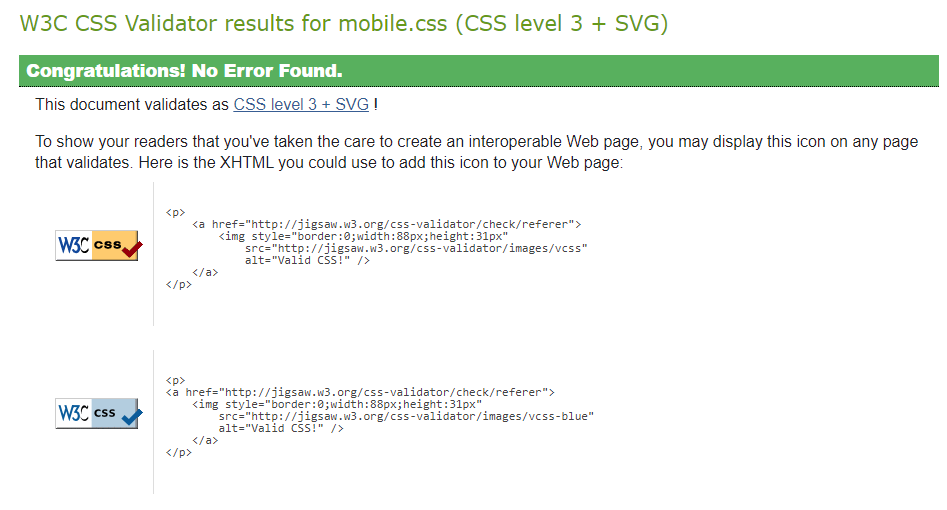 W3C CSS Validator results for mobile.css (CSS level 3 + SVG)
Congratulations! No Error Found.
This document validates as CSS level 3 + SVG !
To show your readers that you've taken the care to create an interoperable Web page, you may display this icon on any page
that validates. Here is the XHTML you could use to add this icon to your Web page:
W3C css
<p>
    <a href="http://jigsaw.w3.org/css-validator/check/referer">
        <img style="border:0;width:88px;height:31px"
            src="http://jigsaw.w3.org/css-validator/images/vcss"
            alt="Valid CSS!" />
    </a>
</p>
W3C css
<p>
<a href="http://jigsaw.w3.org/css-validator/check/referer">
    <img style="border:0;width:88px;height:31px"
        src="http://jigsaw.w3.org/css-validator/images/vcss-blue"
        alt="Valid CSS!" />
    </a>
</p>